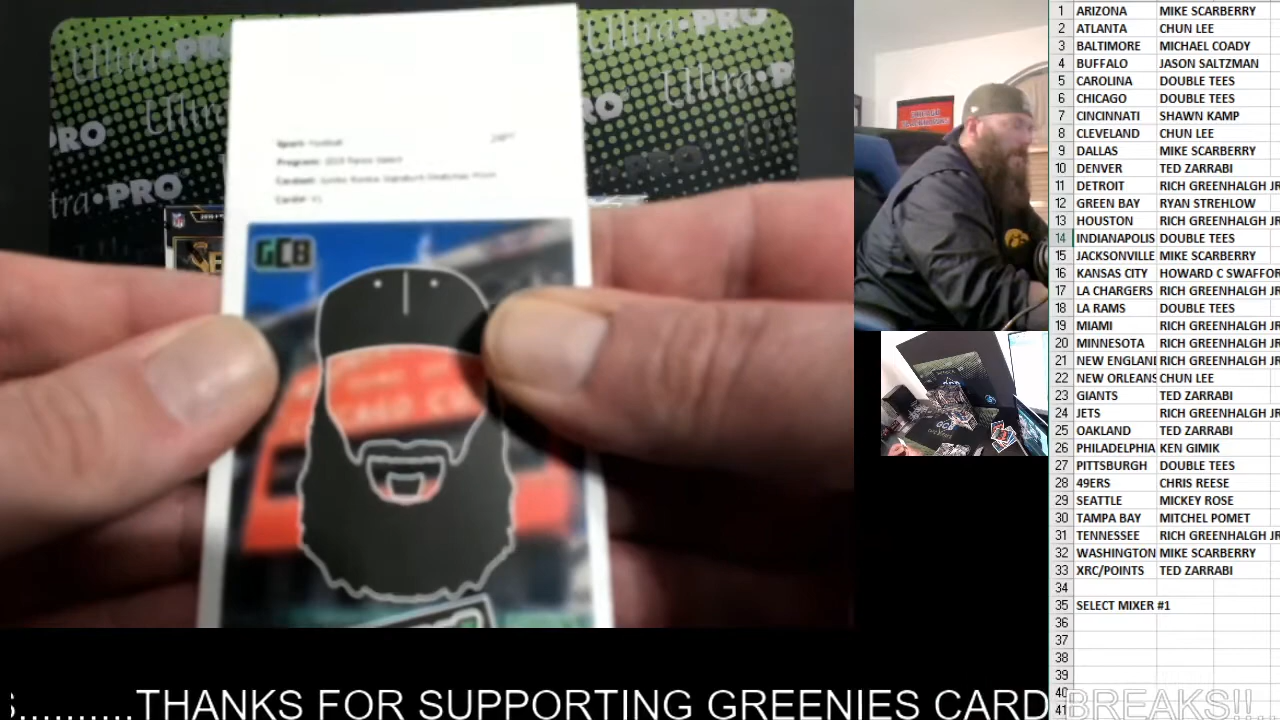 Ultra·PRO
Ultra·PRO
Ultra·P
PRO
PRO
tra·PRO
Sport: Football
GCB
1 ARIZONA MIKE SCARBERRY
2 ATLANTA CHUN LEE
3 BALTIMORE MICHAEL COADY
4 BUFFALO JASON SALTZMAN
5 CAROLINA DOUBLE TEES
6 CHICAGO DOUBLE TEES
7 CINCINNATI SHAWN KAMP
8 CLEVELAND CHUN LEE
9 DALLAS MIKE SCARBERRY
10 DENVER TED ZARRABI
11 DETROIT RICH GREENHALGH JR
12 GREEN BAY RYAN STREHLOW
13 HOUSTON RICH GREENHALGH JR
14 INDIANAPOLIS DOUBLE TEES
15 JACKSONVILLE MIKE SCARBERRY
16 KANSAS CITY HOWARD C SWAFFOR
17 LA CHARGERS RICH GREENHALGH JR
18 LA RAMS DOUBLE TEES
19 MIAMI RICH GREENHALGH JR
20 MINNESOTA RICH GREENHALGH JR
21 NEW ENGLAN RICH GREENHALGH JR
22 NEW ORLEANS CHUN LEE
23 GIANTS TED ZARRABI
24 JETS RICH GREENHALGH JR
25 OAKLAND TED ZARRABI
26 PHILADELPHIA KEN GIMIK
27 PITTSBURGH DOUBLE TEES
28 49ERS CHRIS REESE
29 SEATTLE MICKEY ROSE
30 TAMPA BAY MITCHEL POMET
31 TENNESSEE RICH GREENHALGH JR
32 WASHINGTON MIKE SCARBERRY
33 XRC/POINTS TED ZARRABI
34
35 SELECT MIXER #1
36
37
38
39
40
41
S..........THANKS FOR SUPPORTING GREENIES CARD BREAKS!!